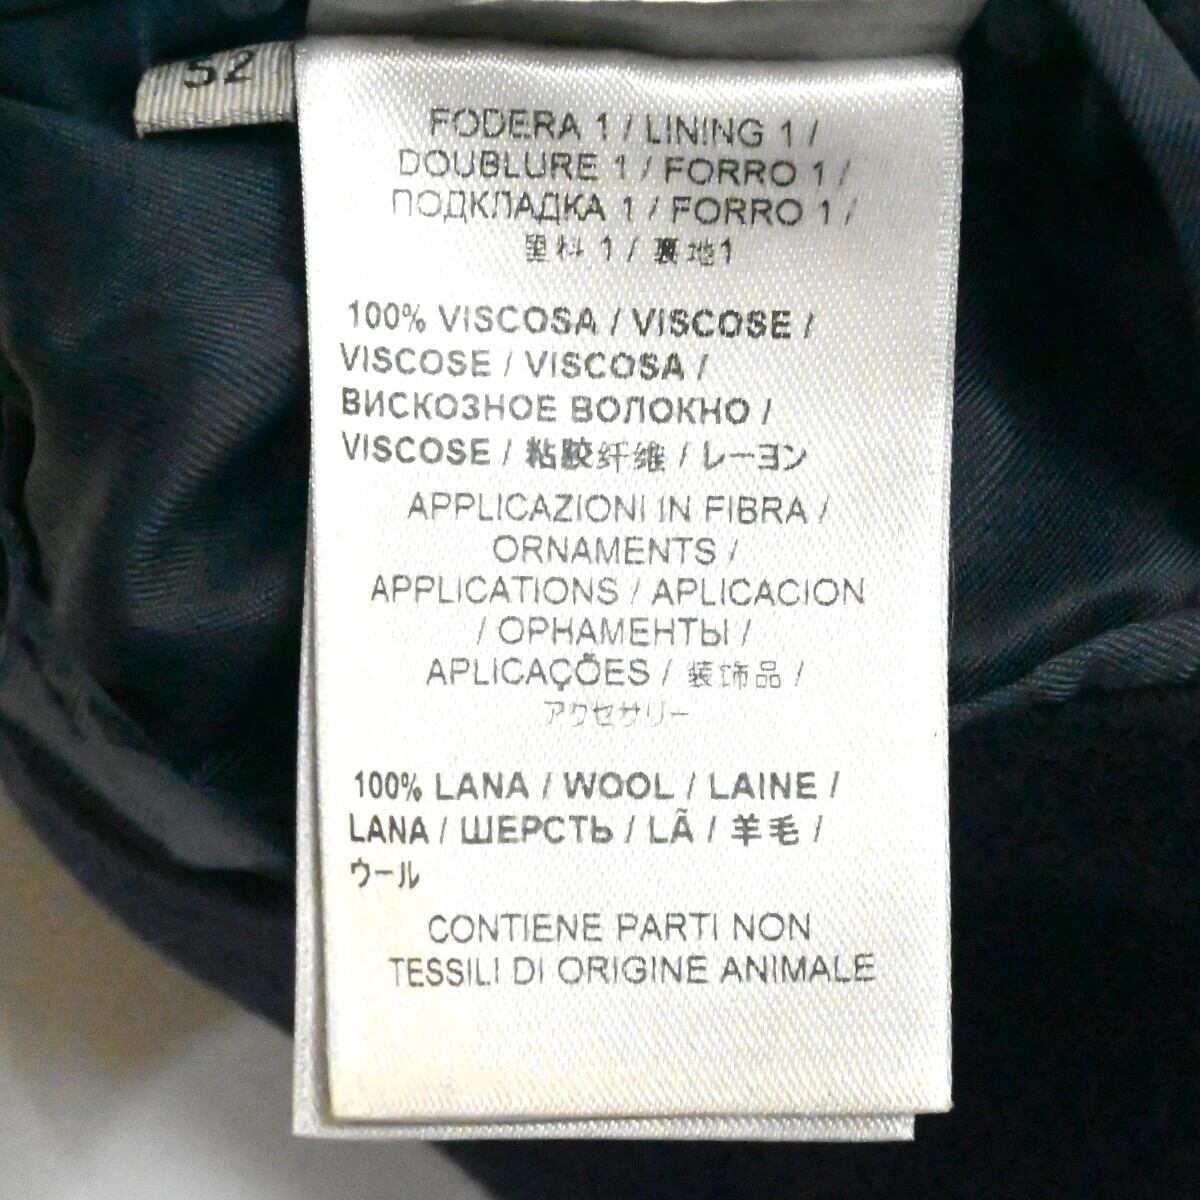 52
FODERA 1 / LINING 1 /
DOUBLURE 1 / FORRO 1 /
ПОДКЛАДКА 1 / FORRO 1 /
里料 1 / 裏地1
100% VISCOSA / VISCOSE /
VISCOSE / VISCOSA /
ВИСКОЗНОЕ ВОЛОКНО /
VISCOSE / 粘胶纤维 / レーヨン
APPLICAZIONI IN FIBRA /
ORNAMENTS /
APPLICATIONS / APLICACION
/ ОРНАМЕНТЫ /
APLICAÇÕES / 装饰品 /
アクセサリー
100% LANA / WOOL / LAINE /
LANA / ШЕРСТЬ / LÃ / 羊毛 /
ウール
CONTIENE PARTI NON
TESSILI DI ORIGINE ANIMALE